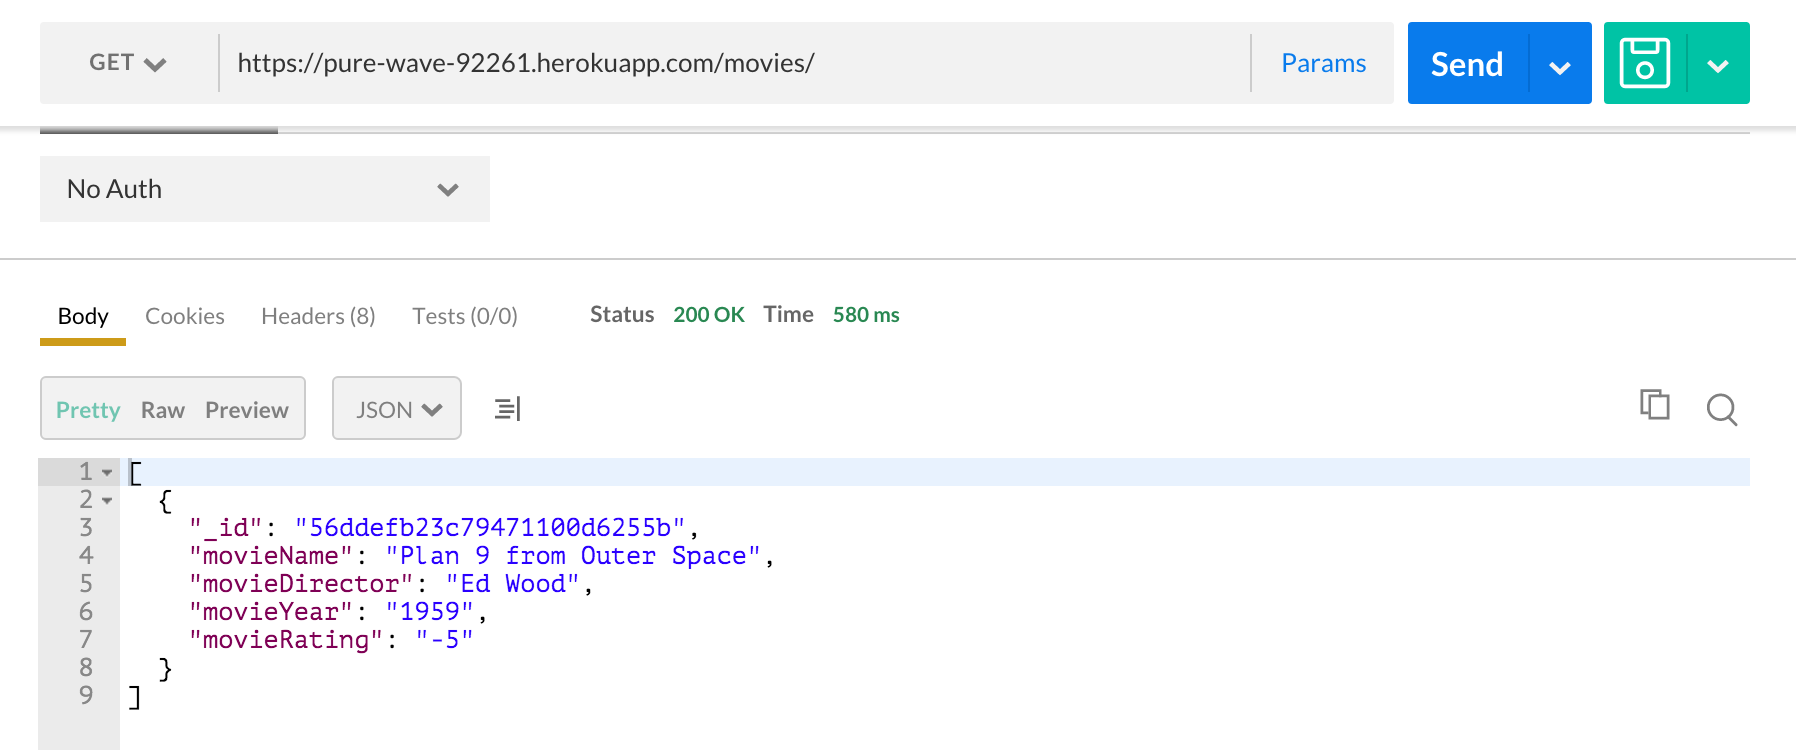 GET https://pure-wave-92261.herokuapp.com/movies/ Params Send
No Auth
Body Cookies Headers (8) Tests (0/0) Status 200 OK Time 580 ms
Pretty Raw Preview JSON
1 [
2 {
3 "_id": "56ddefb23c79471100d6255b",
4 "movieName": "Plan 9 from Outer Space",
5 "movieDirector": "Ed Wood",
6 "movieYear": "1959",
7 "movieRating": "-5"
8 }
9 ]